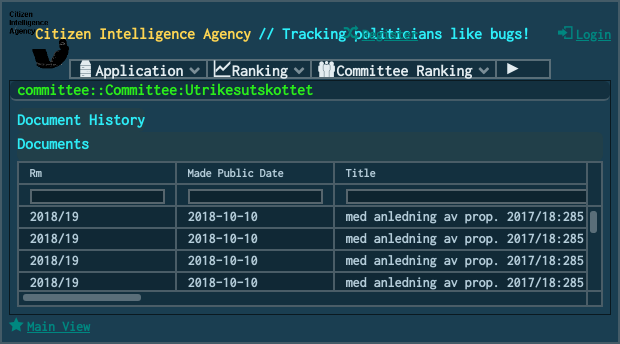 Citizen
Intelligence
Agency
Citizen Intelligence Agency // Tracking politicians like bugs!
Register
Login
Application
Ranking
Committee Ranking
committee::Committee:Utrikesutskottet
Document History
Documents
Rm Made Public Date Title
2018/19 2018-10-10 med anledning av prop. 2017/18:285
2018/19 2018-10-10 med anledning av prop. 2017/18:285
2018/19 2018-10-10 med anledning av prop. 2017/18:285
2018/19 2018-10-10 med anledning av prop. 2017/18:285
Main View